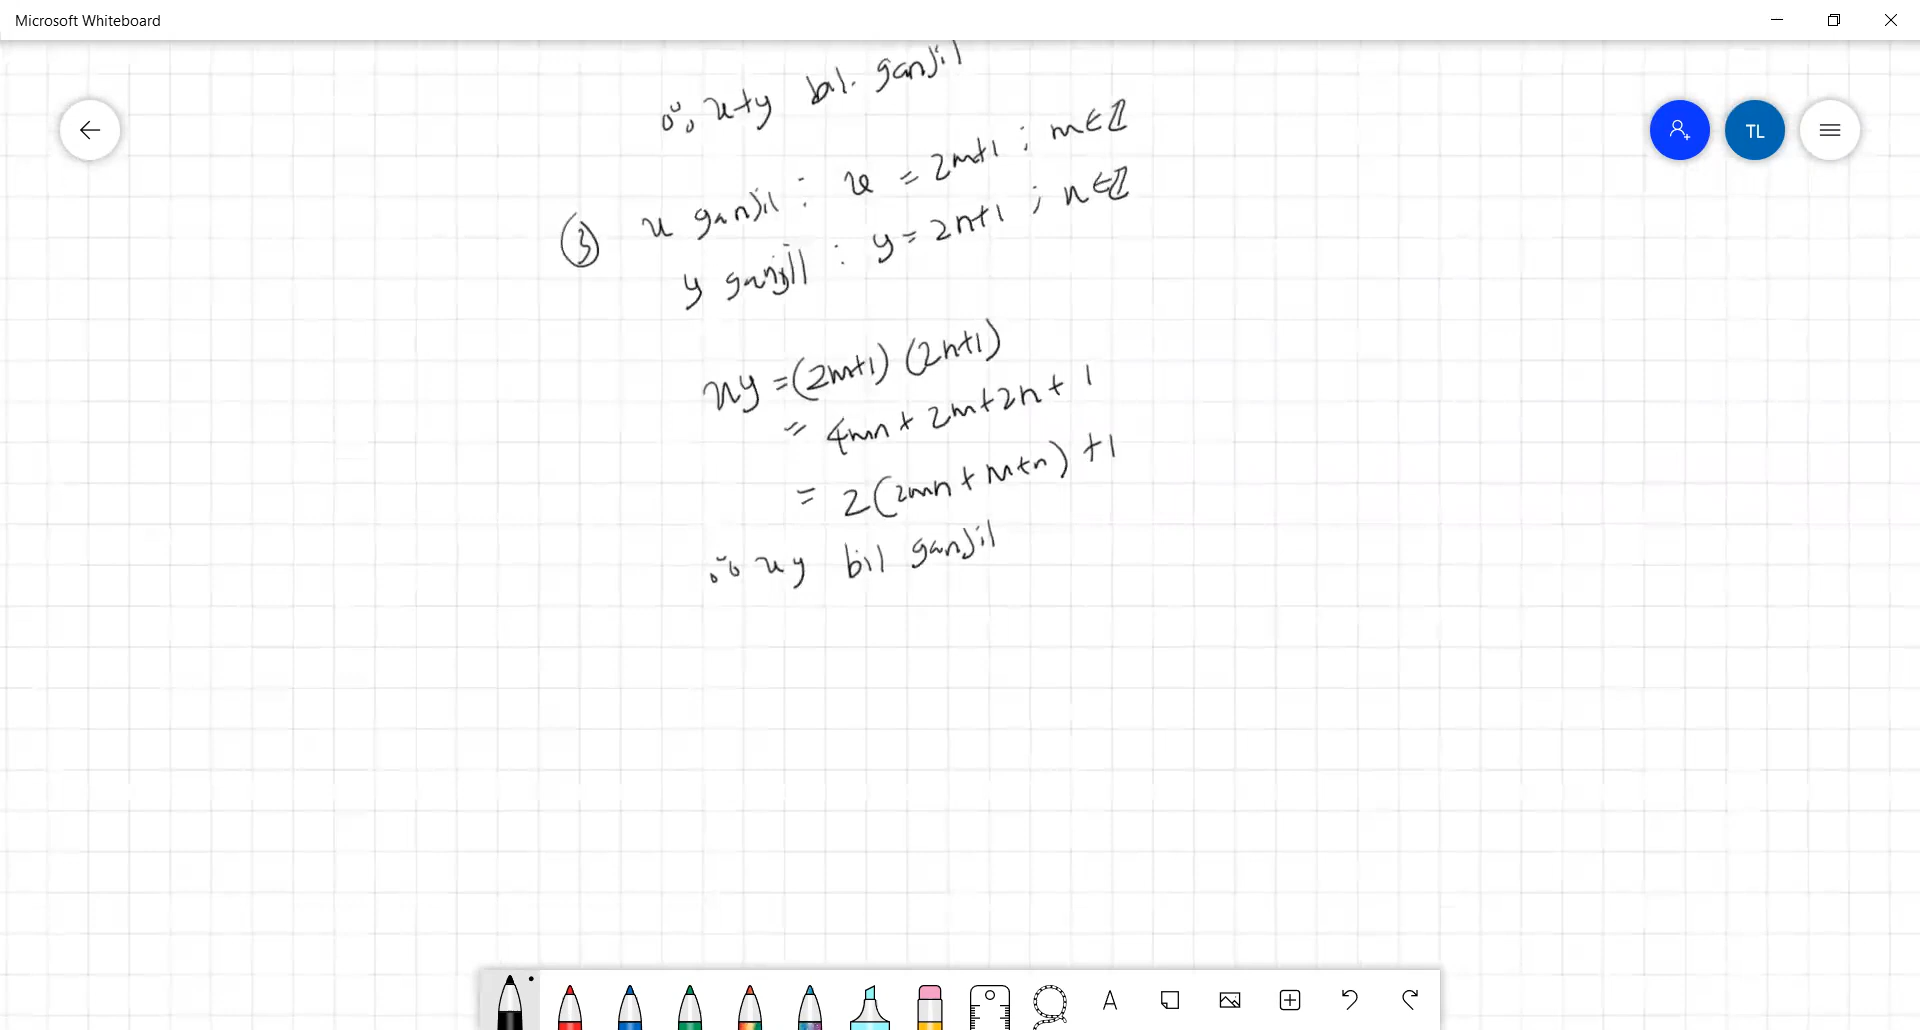 Microsoft Whiteboard
∴ x+y bil. ganjil
TL
③ x ganjil : x = 2m+1 ; m∈ℤ
y ganjil : y = 2n+1 ; n∈ℤ
xy = (2m+1) (2n+1)
= 4mn + 2m+2n + 1
= 2(2mn + m+n) +1
∴ xy bil ganjil